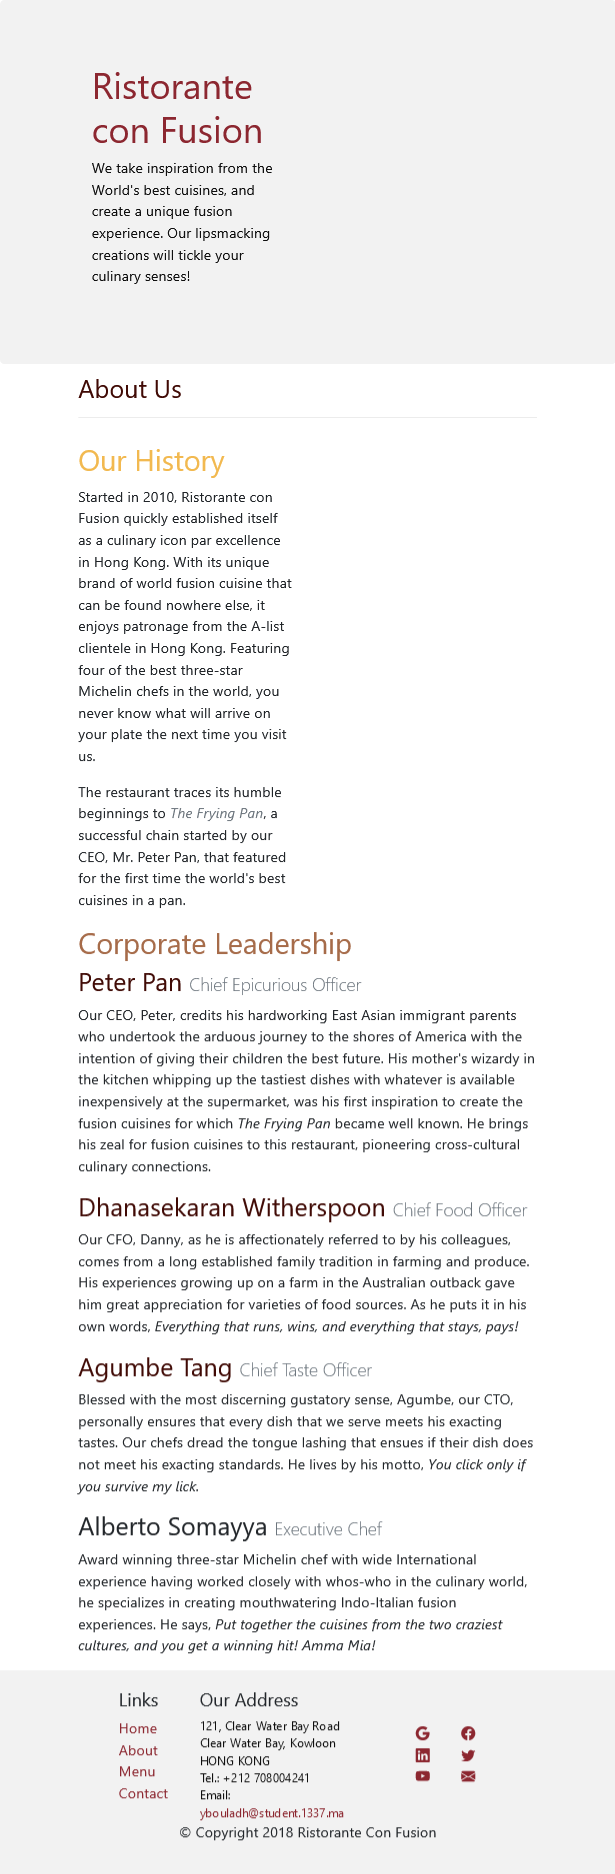 Ristorante
con Fusion
We take inspiration from the
World's best cuisines, and
create a unique fusion
experience. Our lipsmacking
creations will tickle your
culinary senses!
About Us
Our History
Started in 2010, Ristorante con
Fusion quickly established itself
as a culinary icon par excellence
in Hong Kong. With its unique
brand of world fusion cuisine that
can be found nowhere else, it
enjoys patronage from the A-list
clientele in Hong Kong. Featuring
four of the best three-star
Michelin chefs in the world, you
never know what will arrive on
your plate the next time you visit
us.
The restaurant traces its humble
beginnings to The Frying Pan, a
successful chain started by our
CEO, Mr. Peter Pan, that featured
for the first time the world's best
cuisines in a pan.
Corporate Leadership
Peter Pan Chief Epicurious Officer
Our CEO, Peter, credits his hardworking East Asian immigrant parents
who undertook the arduous journey to the shores of America with the
intention of giving their children the best future. His mother's wizardy in
the kitchen whipping up the tastiest dishes with whatever is available
inexpensively at the supermarket, was his first inspiration to create the
fusion cuisines for which The Frying Pan became well known. He brings
his zeal for fusion cuisines to this restaurant, pioneering cross-cultural
culinary connections.
Dhanasekaran Witherspoon Chief Food Officer
Our CFO, Danny, as he is affectionately referred to by his colleagues,
comes from a long established family tradition in farming and produce.
His experiences growing up on a farm in the Australian outback gave
him great appreciation for varieties of food sources. As he puts it in his
own words, Everything that runs, wins, and everything that stays, pays!
Agumbe Tang Chief Taste Officer
Blessed with the most discerning gustatory sense, Agumbe, our CTO,
personally ensures that every dish that we serve meets his exacting
tastes. Our chefs dread the tongue lashing that ensues if their dish does
not meet his exacting standards. He lives by his motto, You click only if
you survive my lick.
Alberto Somayya Executive Chef
Award winning three-star Michelin chef with wide International
experience having worked closely with whos-who in the culinary world,
he specializes in creating mouthwatering Indo-Italian fusion
experiences. He says, Put together the cuisines from the two craziest
cultures, and you get a winning hit! Amma Mia!
Links
Home
About
Menu
Contact
Our Address
121, Clear Water Bay Road
Clear Water Bay, Kowloon
HONG KONG
Tel.: +212 708004241
Email:
ybouladh@student.1337.ma
© Copyright 2018 Ristorante Con Fusion